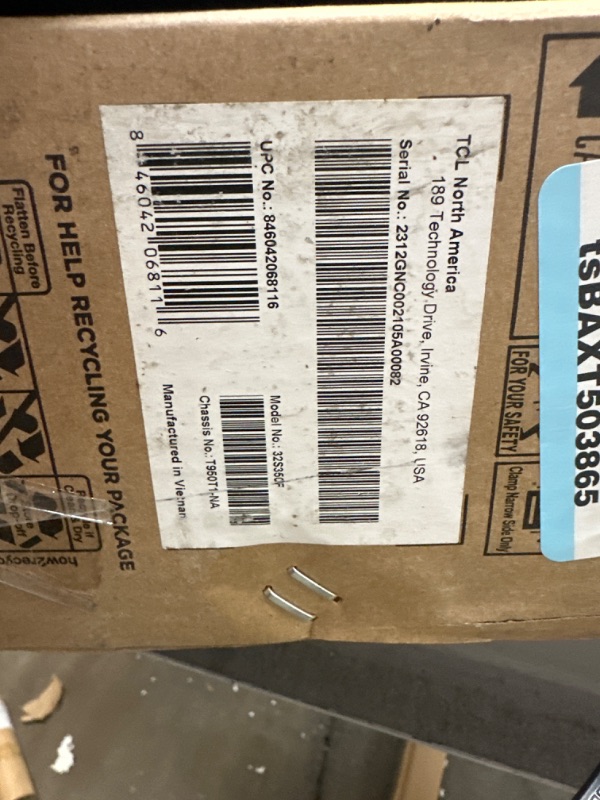 TCL North America
189 Technology Drive, Irvine, CA 92618, USA
Serial No.: 2312GNC002105A00082
UPC No.: 846042068116
8 46042 06811 6
Model No.: 32S350F
Chassis No.: T950T1-NA
Manufactured in Vietnam
tsBAXT503865
FOR YOUR SAFETY
Clamp Narrow Side Only
FOR HELP RECYCLING YOUR PACKAGE
Flatten Before
Recycling